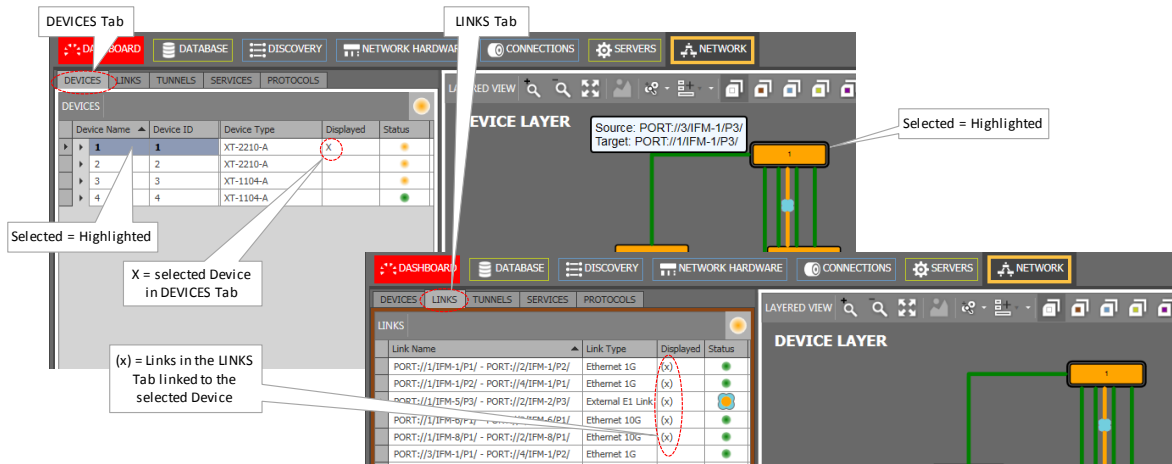 DEVICES Tab
LINKS Tab
DASHBOARD
DATABASE
DISCOVERY
NETWORK HARDWARE
CONNECTIONS
SERVERS
NETWORK
DEVICES
LINKS
TUNNELS
SERVICES
PROTOCOLS
LAYERED VIEW
DEVICES
Device Name
Device ID
Device Type
Displayed
Status
1 1 XT-2210-A X
2 2 XT-2210-A
3 3 XT-1104-A
4 4 XT-1104-A
DEVICE LAYER
Source: PORT://3/IFM-1/P3/
Target: PORT://1/IFM-1/P3/
1
Selected = Highlighted
Selected = Highlighted
X = selected Device
in DEVICES Tab
(x) = Links in the LINKS
Tab linked to the
selected Device
DASHBOARD
DATABASE
DISCOVERY
NETWORK HARDWARE
CONNECTIONS
SERVERS
NETWORK
DEVICES
LINKS
TUNNELS
SERVICES
PROTOCOLS
LAYERED VIEW
LINKS
Link Name
Link Type
Displayed
Status
PORT://1/IFM-1/P1/ - PORT://2/IFM-1/P2/ Ethernet 1G (x)
PORT://1/IFM-1/P2/ - PORT://4/IFM-1/P1/ Ethernet 1G (x)
PORT://1/IFM-5/P3/ - PORT://2/IFM-2/P3/ External E1 Link (x)
PORT://1/IFM-6/P1/ - PORT://2/IFM-6/P1/ Ethernet 10G (x)
PORT://1/IFM-8/P1/ - PORT://2/IFM-8/P1/ Ethernet 10G (x)
PORT://3/IFM-1/P1/ - PORT://4/IFM-1/P2/ Ethernet 1G
DEVICE LAYER
1